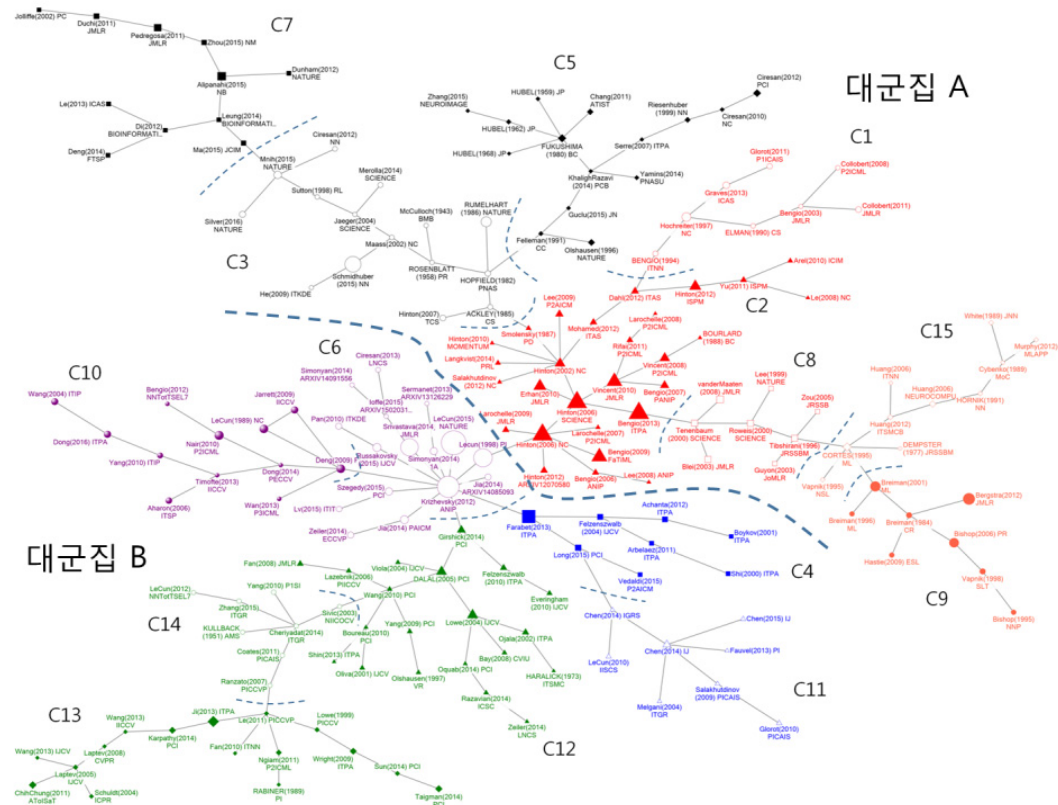 Jolliffe(2002) PC
Duchi(2011)
JMLR
Pedregosa(2011)
JMLR
Zhou(2015) NM
C7
Alipanahi(2015)
NB
Dunham(2012)
NATURE
Le(2013) ICAS
Leung(2014)
BIOINFORMATI...
Di(2012)
BIOINFORMATI...
Deng(2014)
FTSP
Ma(2015) JCIM
C5
Zhang(2015)
NEUROIMAGE
HUBEL(1959) JP
Chang(2011)
ATIST
HUBEL(1962) JP
FUKUSHIMA
(1980) BC
HUBEL(1968) JP
Riesenhuber
(1999) NN
Ciresan(2012)
PCI
Ciresan(2010)
NC
Serre(2007) ITPA
KhalighRazavi
(2014) PCB
Yamins(2014)
PNASU
Guclu(2015) JN
Felleman(1991)
CC
Olshausen(1996)
NATURE
대군집 A
C1
Glorot(2011)
P1ICAIS
Graves(2013)
ICAS
Collobert(2008)
P2ICML
Bengio(2003)
JMLR
Collobert(2011)
JMLR
Hochreiter(1997)
NC
ELMAN(1990) CS
BENGIO(1994)
ITNN
Ciresan(2012)
NN
Mnih(2015)
NATURE
Merolla(2014)
SCIENCE
Sutton(1998) RL
Silver(2016)
NATURE
Jaeger(2004)
SCIENCE
McCulloch(1943)
BMB
RUMELHART
(1986) NATURE
Maass(2002) NC
C3
Schmidhuber
(2015) NN
He(2009) ITKDE
ROSENBLATT
(1958) PR
HOPFIELD(1982)
PNAS
Hinton(2007)
TCS
ACKLEY(1985)
CS
C2
Arel(2010) ICIM
Yu(2011) ISPM
Hinton(2012)
ISPM
Le(2008) NC
Dahl(2012) ITAS
Lee(2009)
P2AICM
Mohamed(2012)
ITAS
Smolensky(1987)
PD
Larochelle(2008)
P2ICML
Hinton(2010)
MOMENTUM
Rifai(2011)
P2ICML
BOURLARD
(1988) BC
Langkvist(2014)
PRL
Hinton(2002) NC
Vincent(2008)
P2ICML
Salakhutdinov
(2012) NC
Erhan(2010)
JMLR
Vincent(2010)
JMLR
Bengio(2007)
PANIP
Hinton(2006)
SCIENCE
Bengio(2013)
ITPA
Larochelle(2009)
JMLR
Larochelle(2007)
P2ICML
Hinton(2006) NC
Bengio(2009)
FaTiML
Hinton(2012)
ARXIV12070580
Bengio(2006)
ANIP
Lee(2008) ANIP
C8
vanderMaaten
(2008) JMLR
Lee(1999)
NATURE
Zou(2005)
JRSSB
Tenenbaum
(2000) SCIENCE
Roweis(2000)
SCIENCE
Tibshirani(1996)
JRSSBM
Blei(2003) JMLR
Guyon(2003)
JoMLR
C15
White(1989) JNN
Murphy(2012)
MLAPP
Huang(2006)
ITNN
Cybenko(1989)
MoC
Huang(2006)
NEUROCOMPU
HORNIK(1991)
NN
Huang(2012)
ITSMCB
DEMPSTER
(1977) JRSSBM
CORTES(1995)
ML
Vapnik(1995)
NSL
Breiman(2001)
ML
Bergstra(2012)
JMLR
Breiman(1996)
ML
Breiman(1984)
CR
Bishop(2006) PR
Hastie(2009) ESL
Vapnik(1998)
SLT
C9
Bishop(1995)
NNP
C6
C10
Wang(2004) ITIP
Bengio(2012)
NNTotTSEL7
Jarrett(2009)
IICCV
LeCun(1989) NC
Nair(2010)
P2ICML
Dong(2016) ITPA
Yang(2010) ITIP
Dong(2014)
PECCV
Timofte(2013)
IICCV
Aharon(2006)
ITSP
Wan(2013)
P3ICML
Ciresan(2013)
LNCS
Simonyan(2014)
ARXIV14091556
Sermanet(2013)
ARXIV13126229
Ioffe(2015)
ARXIV1502031...
LeCun(2015)
NATURE
Pan(2010) ITKDE
Srivastava(2014)
JMLR
Lecun(1998) PI
Russakovsky
(2015) IJCV
Simonyan(2014)
Szegedy(2015)
PCI
Jia(2014)
ARXIV14085093
Krizhevsky(2012)
ANIP
Lv(2015) ITIT
Zeiler(2014)
ECCVP
Jia(2014) PAICM
Farabet(2013)
ITPA
Felzenszwalb
(2004) IJCV
Achanta(2012)
ITPA
Boykov(2001)
ITPA
Arbelaez(2011)
ITPA
Shi(2000) ITPA
Long(2015) PCI
Vedaldi(2015)
P2AICM
C4
Chen(2014) IGRS
Chen(2015) IJ
LeCun(2010)
IISCS
Chen(2014) IJ
Fauvel(2013) PI
Melgani(2004)
ITGR
Salakhutdinov
(2009) PICAIS
C11
Glorot(2010)
PICAIS
대군집 B
Girshick(2014)
PCI
Fan(2008) JMLR
Viola(2004) IJCV
Lazebnik(2006)
PIICCV
DALAL(2005) PCI
Felzenszwalb
(2010) ITPA
Wang(2010) PCI
Everingham
(2010) IJCV
LeCun(2012)
NNTotTSEL7
Yang(2010) P1SI
Zhang(2015)
ITGR
Sivic(2003)
NIICOCV
C14
KULLBACK
(1951) AMS
Cheriyadat(2014)
ITGR
Boureau(2010)
PCI
Yang(2009) PCI
Lowe(2004) IJCV
Ojala(2002) ITPA
Shin(2013) ITPA
Oliva(2001) IJCV
Olshausen(1997)
VR
Bay(2008) CVIU
HARALICK(1973)
ITSMC
Coates(2011)
PICAIS
Oquab(2014) PCI
Razavian(2014)
ICSC
Ranzato(2007)
PICCVP
Zeiler(2014)
LNCS
C12
C13
Ji(2013) ITPA
Wang(2013)
IICCV
Le(2011) PICCVP
Lowe(1999)
PICCV
Karpathy(2014)
PCI
Wang(2013) IJCV
Laptev(2008)
CVPR
Fan(2010) ITNN
Ngiam(2011)
P2ICML
Wright(2009)
ITPA
Sun(2014) PCI
Laptev(2005)
IJCV
ChihChung(2011)
AToISaT
Schuldt(2004)
ICPR
RABINER(1989)
PI
Taigman(2014)
PCI